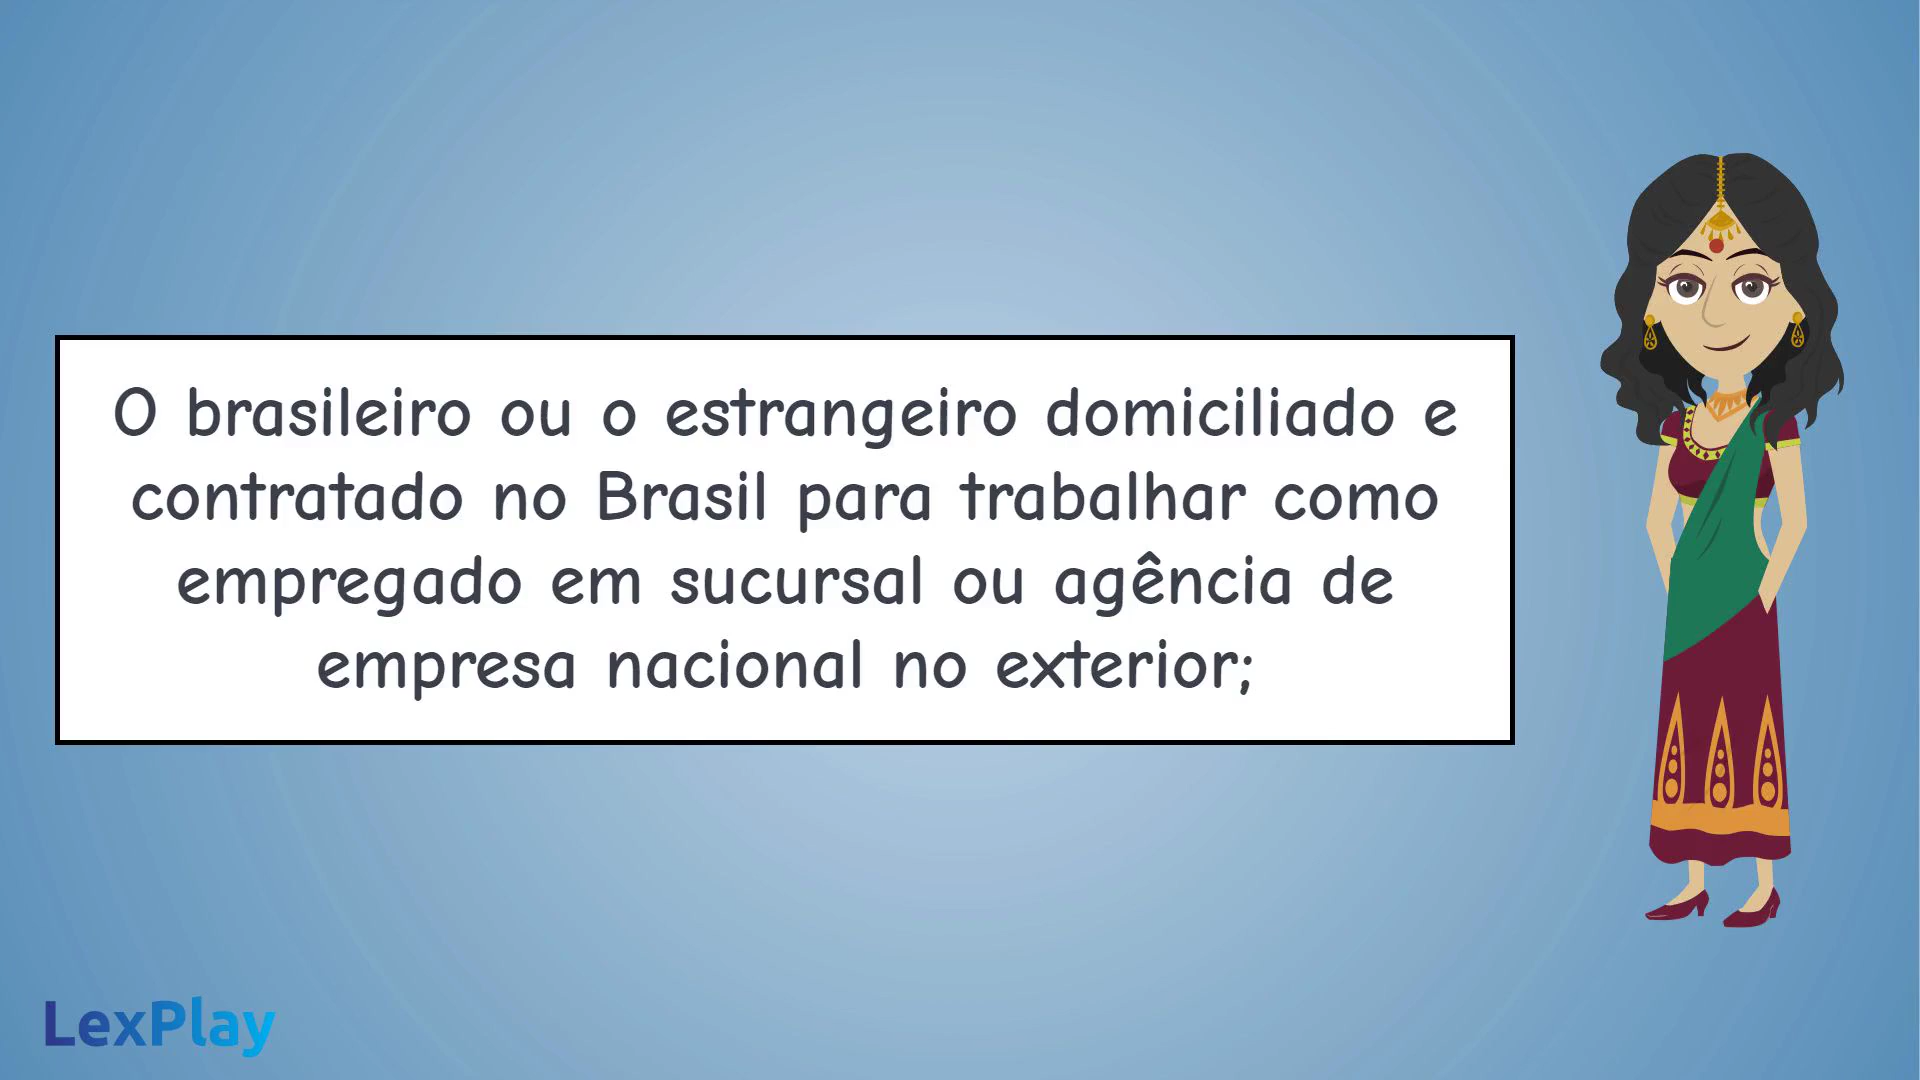 O brasileiro ou o estrangeiro domiciliado e
contratado no Brasil para trabalhar como
empregado em sucursal ou agência de
empresa nacional no exterior;
LexPlay